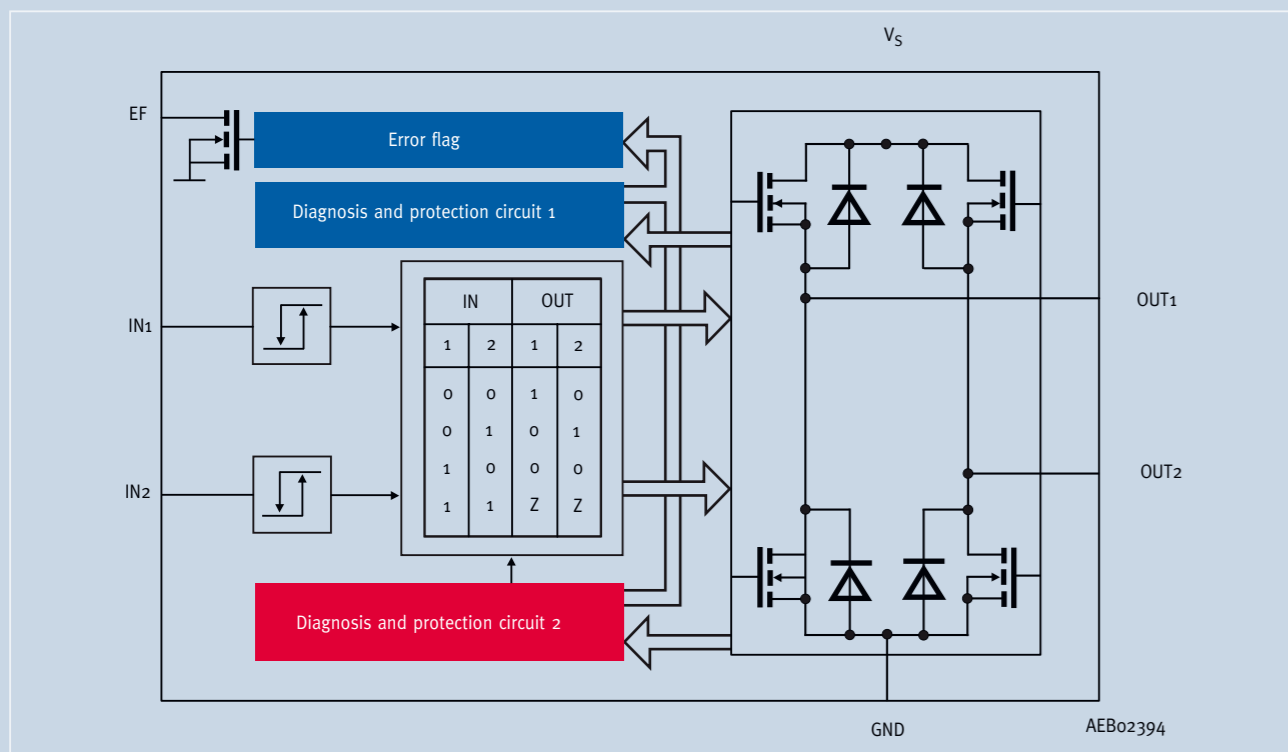 VS
EF
Error flag
Diagnosis and protection circuit 1
IN OUT
1 2 1 2
0 0 1 0
0 1 0 1
1 0 0 0
1 1 Z Z
IN1
OUT1
IN2
OUT2
Diagnosis and protection circuit 2
GND
AEB02394